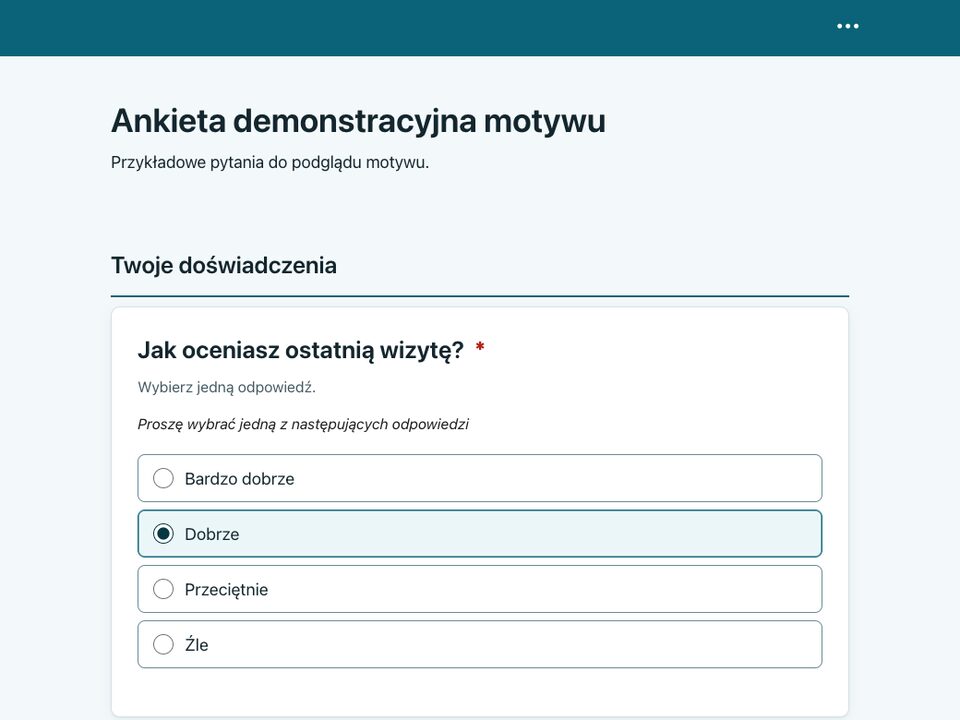 Ankieta demonstracyjna motywu
Przykładowe pytania do podglądu motywu.
Twoje doświadczenia
Jak oceniasz ostatnią wizytę? *
Wybierz jedną odpowiedź.
Proszę wybrać jedną z następujących odpowiedzi
Bardzo dobrze
Dobrze
Przeciętnie
Źle